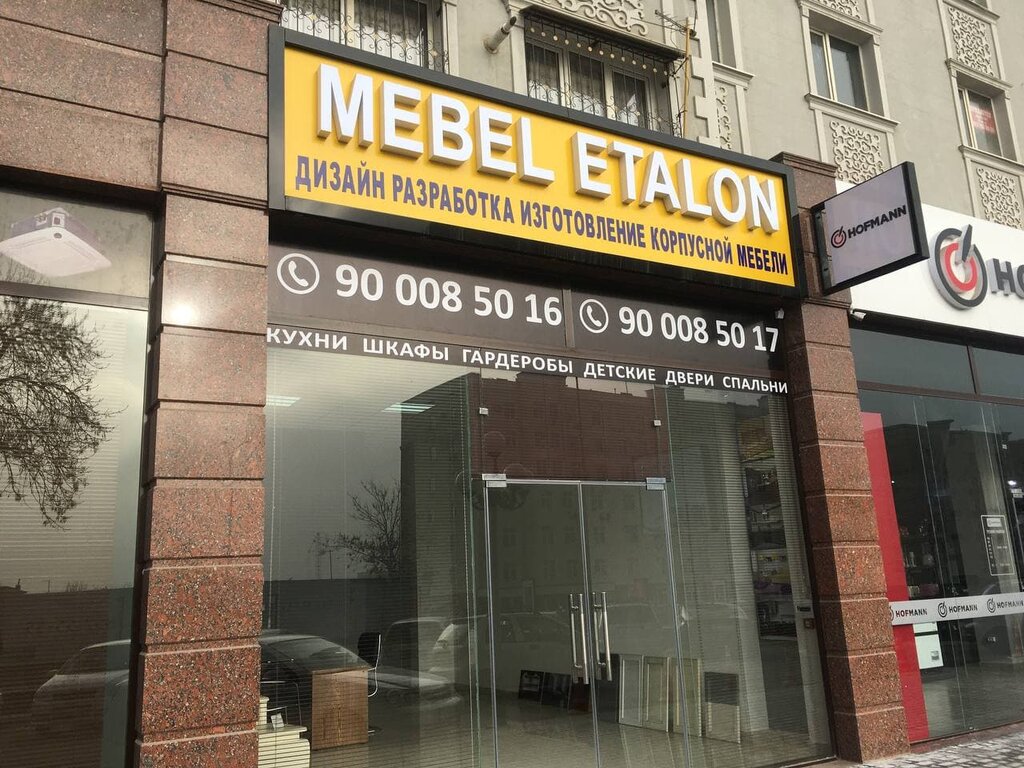 MEBEL ETALON
ДИЗАЙН РАЗРАБОТКА ИЗГОТОВЛЕНИЕ КОРПУСНОЙ МЕБЕЛИ
90 008 50 16
90 008 50 17
КУХНИ ШКАФЫ ГАРДЕРОБЫ ДЕТСКИЕ ДВЕРИ СПАЛЬНИ
HOFMANN
HO
HOFMANN HOFMANN HOFMANN